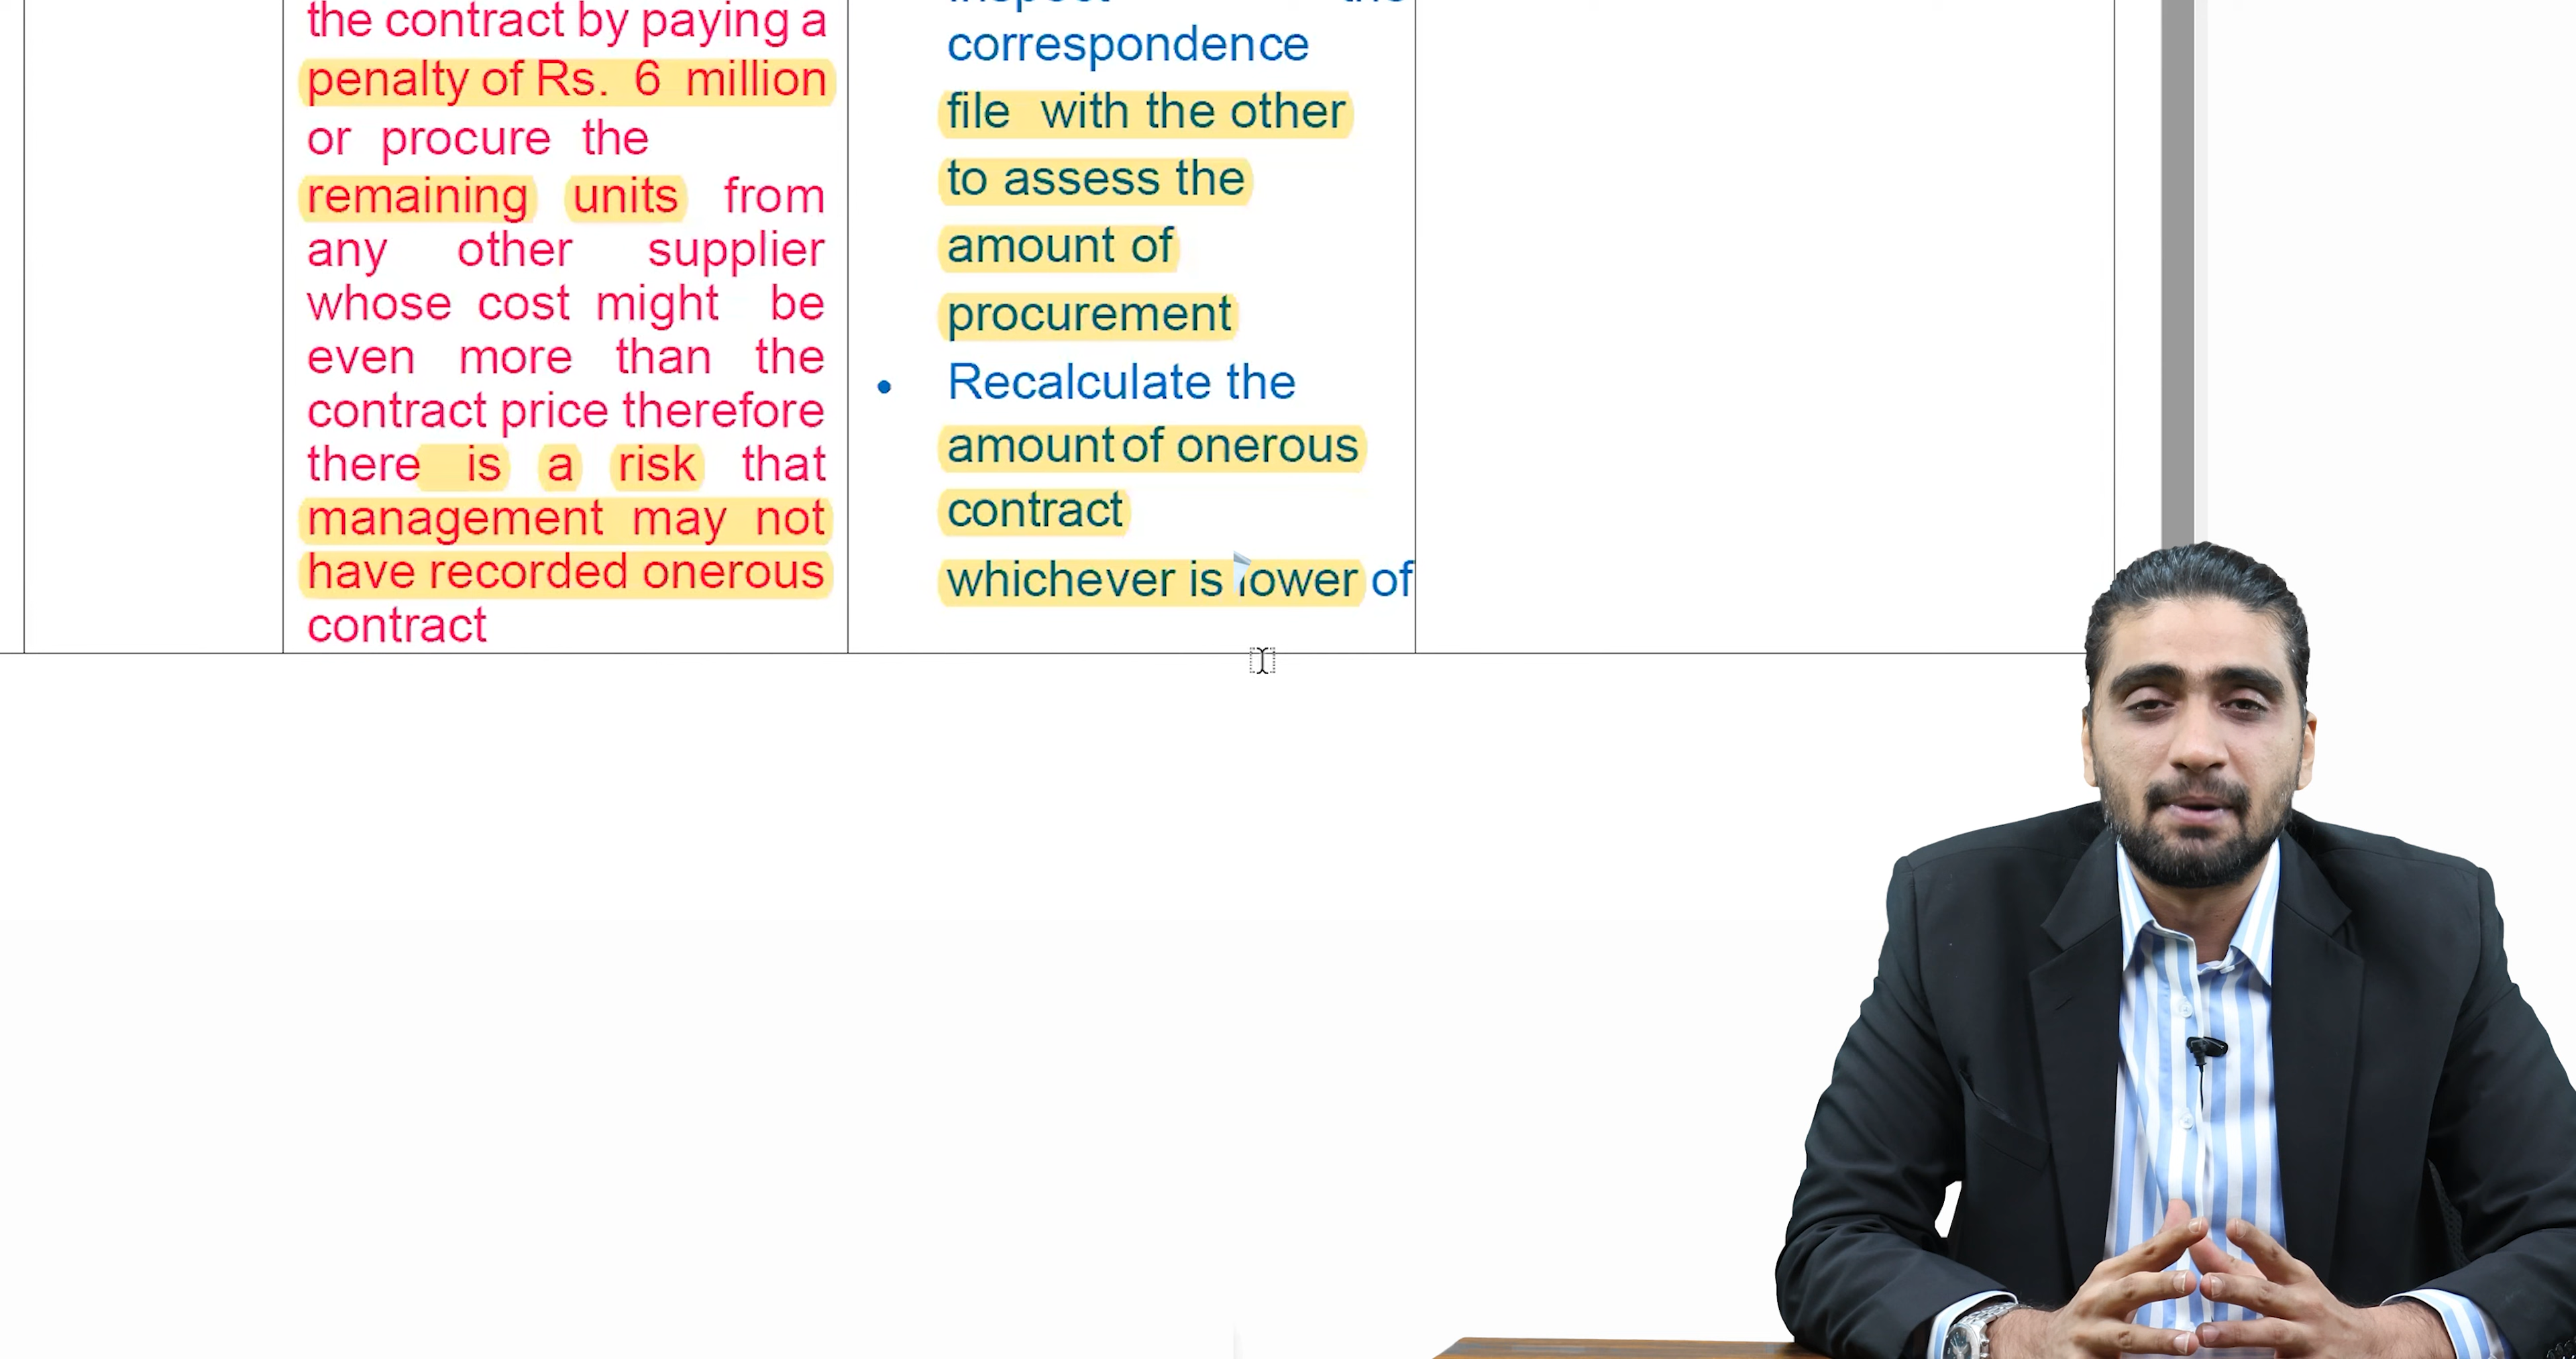 the contract by paying a
penalty of Rs. 6 million
or procure the
remaining units from
any other supplier
whose cost might be
even more than the
contract price therefore
there is a risk that
management may not
have recorded onerous
contract
correspondence
file with the other
to assess the
amount of
procurement
• Recalculate the
amount of onerous
contract
whichever is lower of